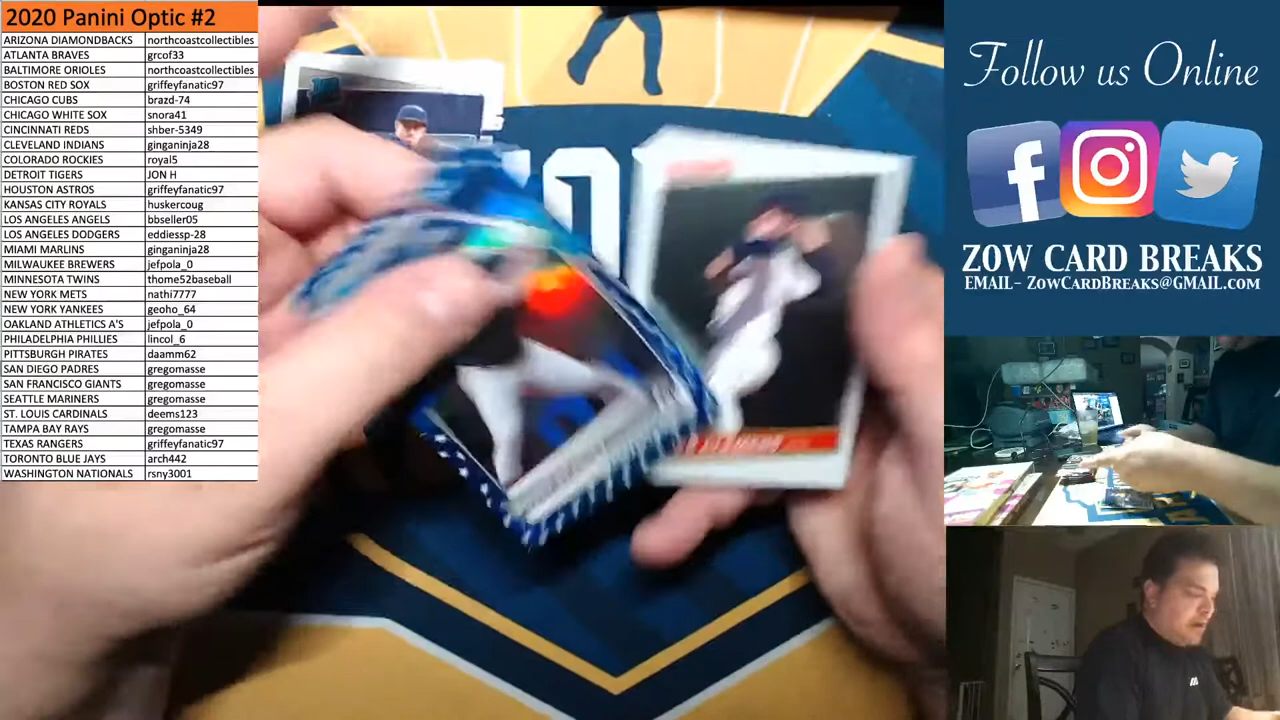 2020 Panini Optic #2
ARIZONA DIAMONDBACKS northcoastcollectibles
ATLANTA BRAVES grcof33
BALTIMORE ORIOLES northcoastcollectibles
BOSTON RED SOX griffeyfanatic97
CHICAGO CUBS brazd-74
CHICAGO WHITE SOX snora41
CINCINNATI REDS shber-5349
CLEVELAND INDIANS ginganinja28
COLORADO ROCKIES royal5
DETROIT TIGERS JON H
HOUSTON ASTROS griffeyfanatic97
KANSAS CITY ROYALS huskercoug
LOS ANGELES ANGELS bbseller05
LOS ANGELES DODGERS eddiessp-28
MIAMI MARLINS ginganinja28
MILWAUKEE BREWERS jefpola_0
MINNESOTA TWINS thome52baseball
NEW YORK METS nathi7777
NEW YORK YANKEES geoho_64
OAKLAND ATHLETICS A'S jefpola_0
PHILADELPHIA PHILLIES lincol_6
PITTSBURGH PIRATES daamm62
SAN DIEGO PADRES gregomasse
SAN FRANCISCO GIANTS gregomasse
SEATTLE MARINERS gregomasse
ST. LOUIS CARDINALS deems123
TAMPA BAY RAYS gregomasse
TEXAS RANGERS griffeyfanatic97
TORONTO BLUE JAYS arch442
WASHINGTON NATIONALS rsny3001
Follow us Online
ZOW CARD BREAKS
EMAIL- ZowCardBreaks@GMAIL.com